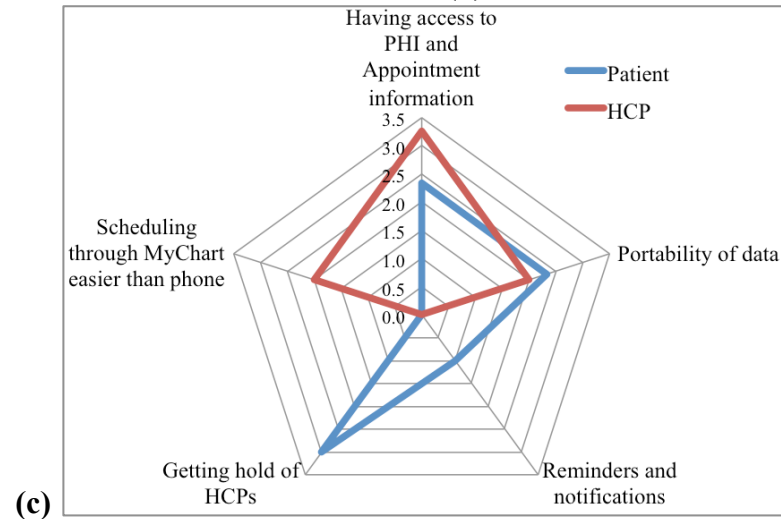 Having access to
PHI and
Appointment
information
Patient
HCP
3.5
3.0
2.5
2.0
1.5
1.0
0.5
0.0
Scheduling
through MyChart
easier than phone
Portability of data
Getting hold of
HCPs
Reminders and
notifications
(c)